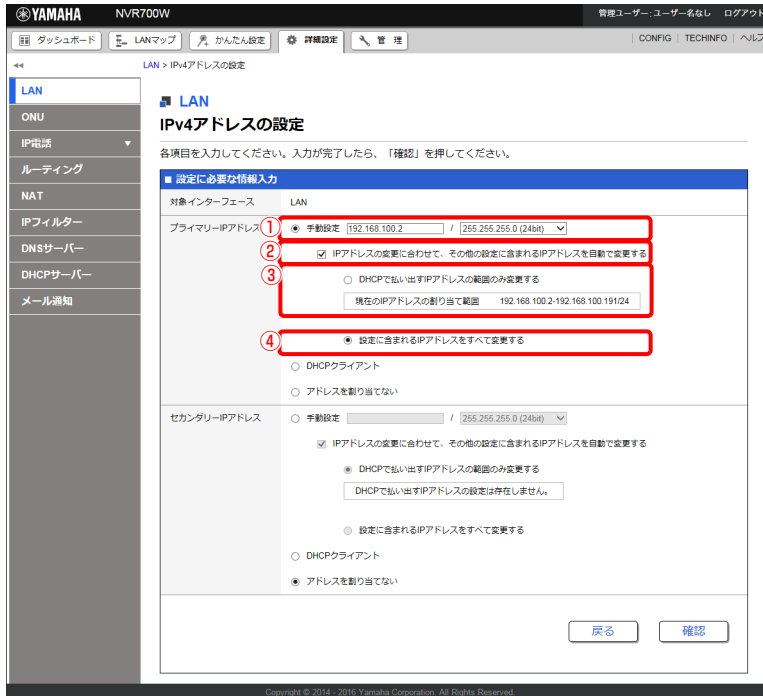 YAMAHA NVR700W 管理ユーザー:ユーザー名なし ログアウト
ダッシュボード LANマップ かんたん設定 詳細設定 管 理 CONFIG | TECHINFO | ヘルプ
◂◂ LAN > IPv4アドレスの設定
LAN
ONU
IP電話 ▼
ルーティング
NAT
IPフィルター
DNSサーバー
DHCPサーバー
メール通知
LAN
IPv4アドレスの設定
各項目を入力してください。入力が完了したら、「確認」を押してください。
■ 設定に必要な情報入力
対象インターフェース LAN
プライマリーIPアドレス ① 手動設定 192.168.100.2 / 255.255.255.0 (24bit)
② IPアドレスの変更に合わせて、その他の設定に含まれるIPアドレスを自動で変更する
③ DHCPで払い出すIPアドレスの範囲のみ変更する
現在のIPアドレスの割り当て範囲 192.168.100.2-192.168.100.191/24
④ 設定に含まれるIPアドレスをすべて変更する
DHCPクライアント
アドレスを割り当てない
セカンダリーIPアドレス 手動設定 / 255.255.255.0 (24bit)
IPアドレスの変更に合わせて、その他の設定に含まれるIPアドレスを自動で変更する
DHCPで払い出すIPアドレスの範囲のみ変更する
DHCPで払い出すIPアドレスの設定は存在しません。
設定に含まれるIPアドレスをすべて変更する
DHCPクライアント
アドレスを割り当てない
戻る 確認
Copyright © 2014 - 2016 Yamaha Corporation. All Rights Reserved.